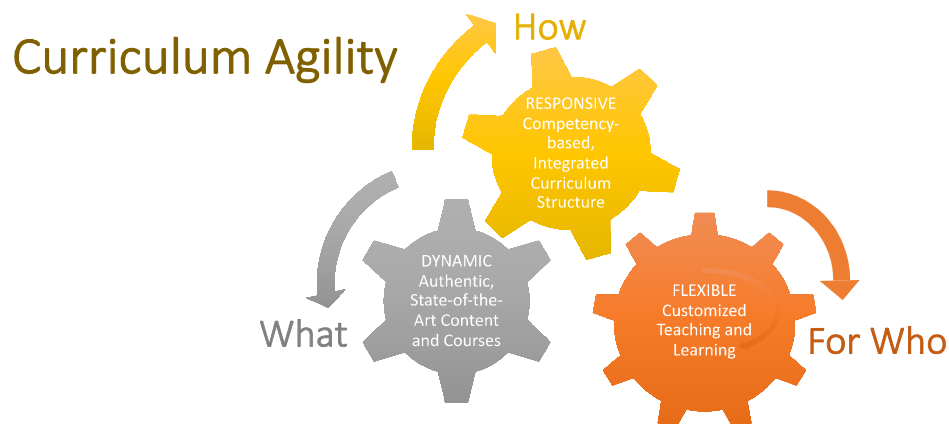 Curriculum Agility
How
RESPONSIVE
Competency-
based,
Integrated
Curriculum
Structure
What
DYNAMIC
Authentic,
State-of-the-
Art Content
and Courses
FLEXIBLE
Customized
Teaching and
Learning
For Who